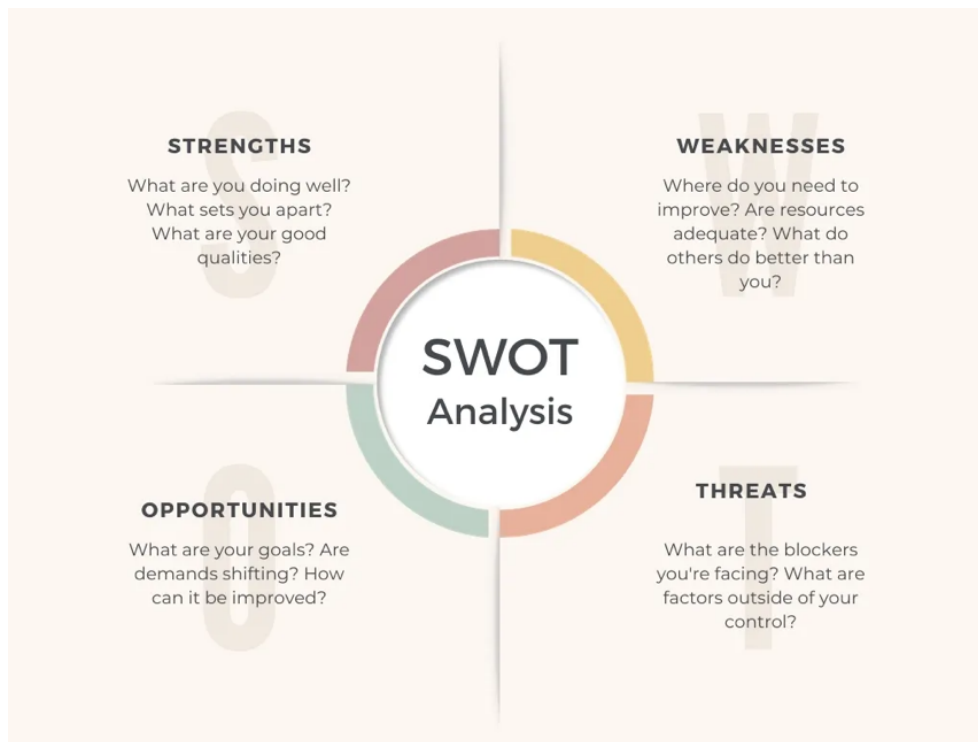 STRENGTHS
What are you doing well?
What sets you apart?
What are your good
qualities?
WEAKNESSES
Where do you need to
improve? Are resources
adequate? What do
others do better than
you?
SWOT
Analysis
OPPORTUNITIES
What are your goals? Are
demands shifting? How
can it be improved?
THREATS
What are the blockers
you're facing? What are
factors outside of your
control?
S
W
O
T